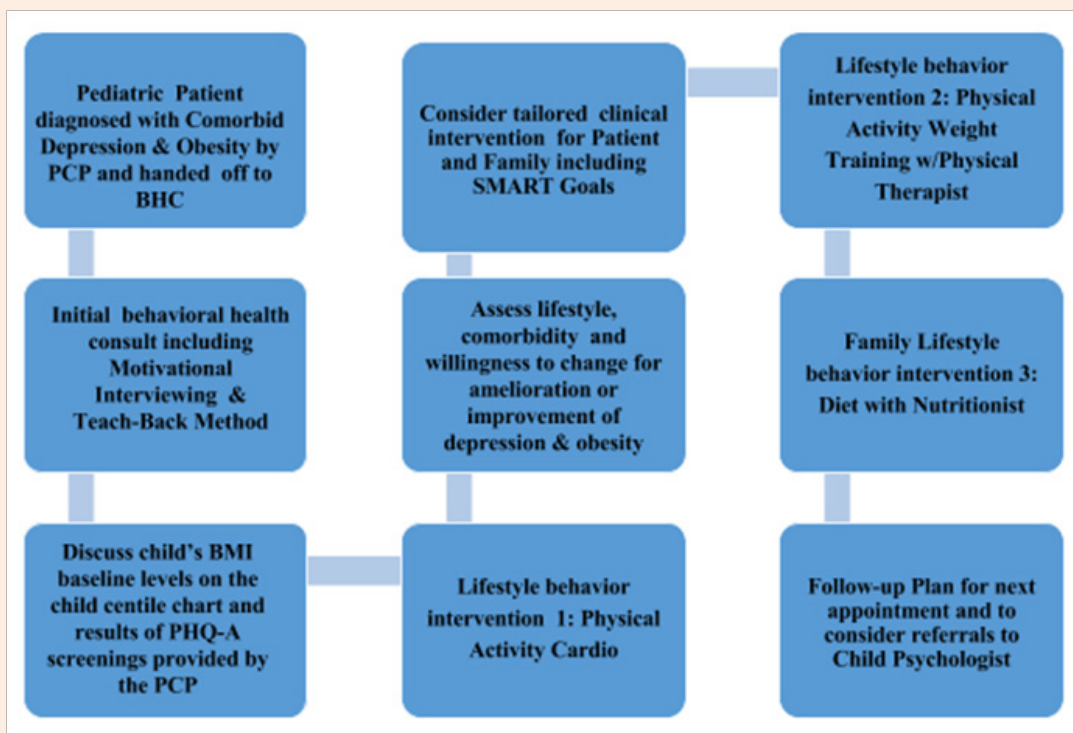 Pediatric Patient
diagnosed with Comorbid
Depression & Obesity by
PCP and handed off to
BHC
Initial behavioral health
consult including
Motivational
Interviewing &
Teach-Back Method
Discuss child's BMI
baseline levels on the
child centile chart and
results of PHQ-A
screenings provided by
the PCP
Lifestyle behavior
intervention 1: Physical
Activity Cardio
Assess lifestyle,
comorbidity and
willingness to change for
amelioration or
improvement of
depression & obesity
Consider tailored clinical
intervention for Patient
and Family including
SMART Goals
Lifestyle behavior
intervention 2: Physical
Activity Weight
Training w/Physical
Therapist
Family Lifestyle
behavior intervention 3:
Diet with Nutritionist
Follow-up Plan for next
appointment and to
consider referrals to
Child Psychologist